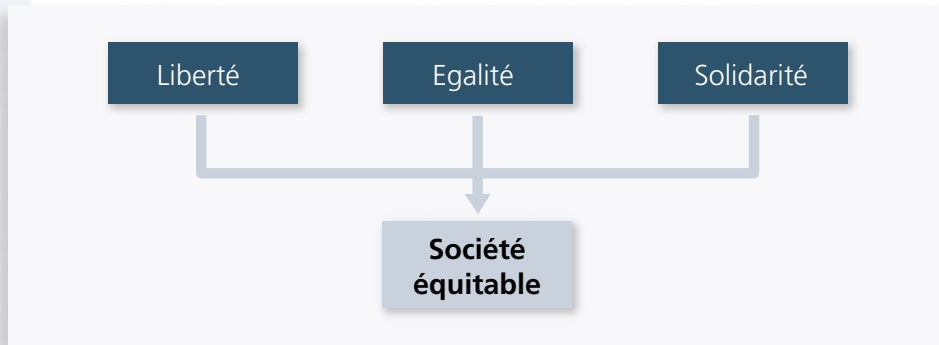 Liberté
Egalité
Solidarité
Société
équitable